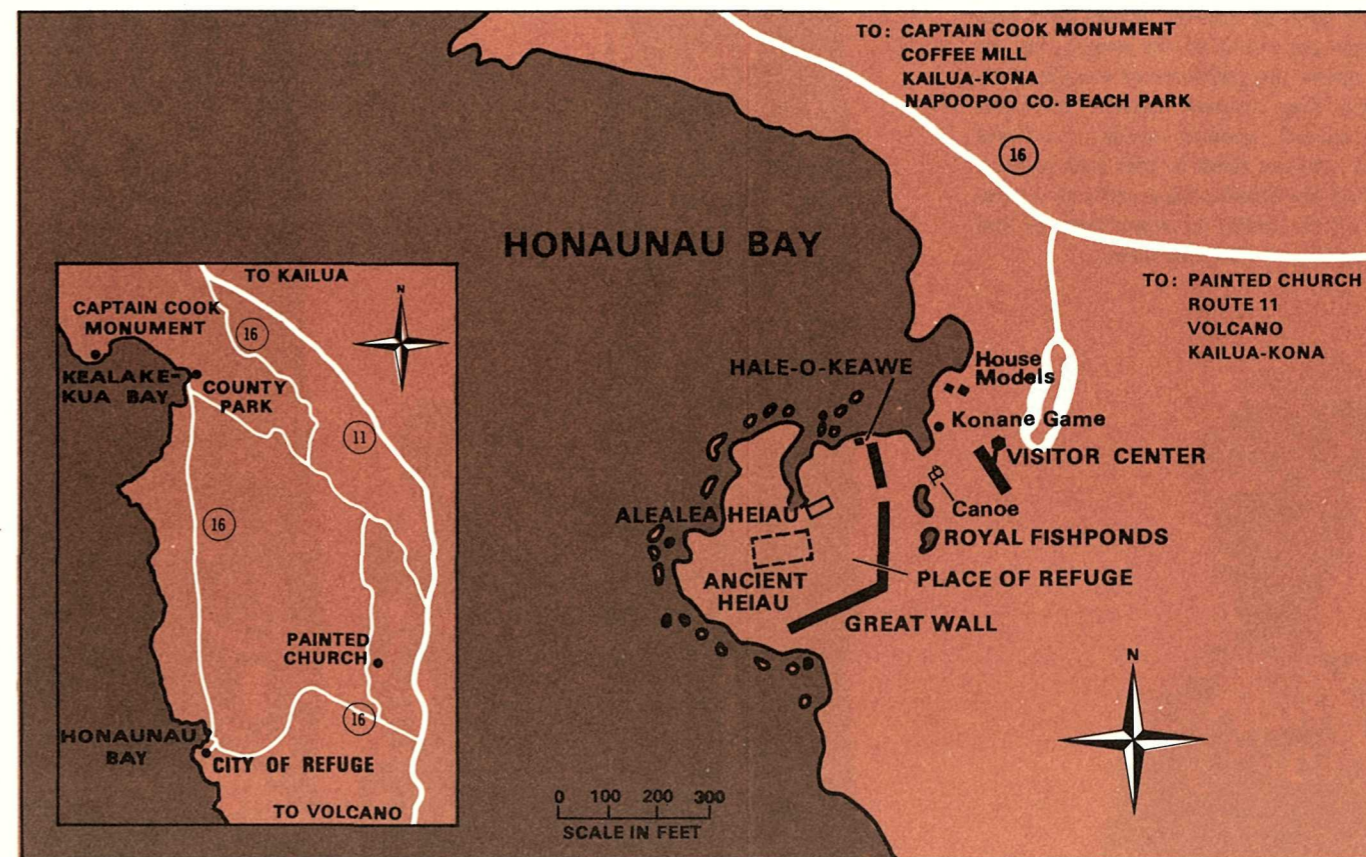 TO: CAPTAIN COOK MONUMENT
COFFEE MILL
KAILUA-KONA
NAPOOPOO CO. BEACH PARK
16
HONAUNAU BAY
TO: PAINTED CHURCH
ROUTE 11
VOLCANO
KAILUA-KONA
HALE-O-KEAWE
House
Models
Konane Game
VISITOR CENTER
Canoe
ALEALEA HEIAU
ROYAL FISHPONDS
ANCIENT
HEIAU
PLACE OF REFUGE
GREAT WALL
N
0 100 200 300
SCALE IN FEET
TO KAILUA
N
CAPTAIN COOK
MONUMENT
16
KEALAKE-
KUA BAY
COUNTY
PARK
11
16
PAINTED
CHURCH
16
HONAUNAU
BAY
CITY OF REFUGE
TO VOLCANO